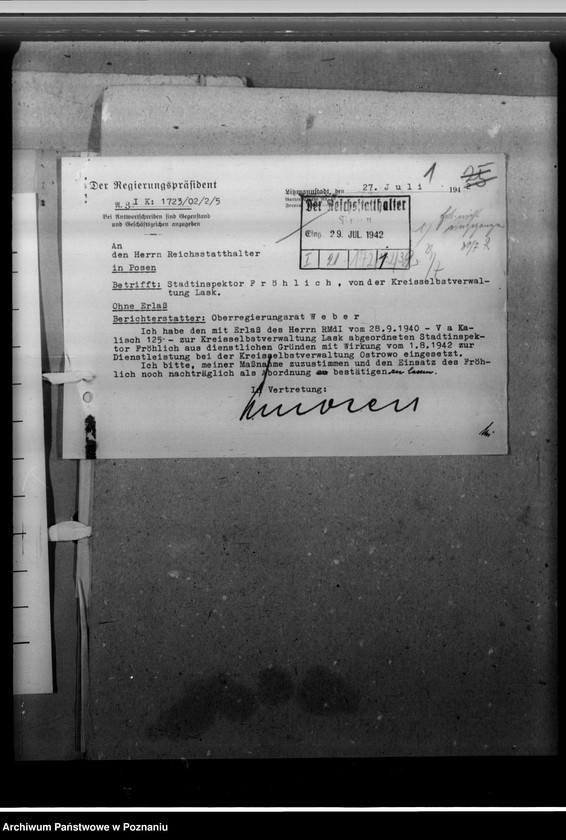 1
25
Der Regierungspräsident
I K: 1723/02/2/5
Bei Antwortschreiben sind Gegenstand
und Geschäftszeichen anzugeben
Litzmannstadt, den 27. Juli 194
Der Reichsstatthalter
Eing. 29. JUL. 1942
An
den Herrn Reichsstatthalter
in Posen
Betrifft: Stadtinspektor F r ö h l i c h , von der Kreisselbstverwal-
tung Lask.
Ohne Erlaß
Berichterstatter: Oberregierungsrat W e b e r
Ich habe den mit Erlaß des Herrn RMdI vom 28.9.1940 - V a Ka-
lisch 125 - zur Kreisselbstverwaltung Lask abgeordneten Stadtinspek-
tor Fröhlich aus dienstlichen Gründen mit Wirkung vom 1.8.1942 zur
Dienstleistung bei der Kreisselbstverwaltung Ostrowo eingesetzt.
Ich bitte, meiner Maßnahme zuzustimmen und den Einsatz des Fröh-
lich noch nachträglich als Abordnung bestätigen zu lassen.
In Vertretung:
Archiwum Państwowe w Poznaniu